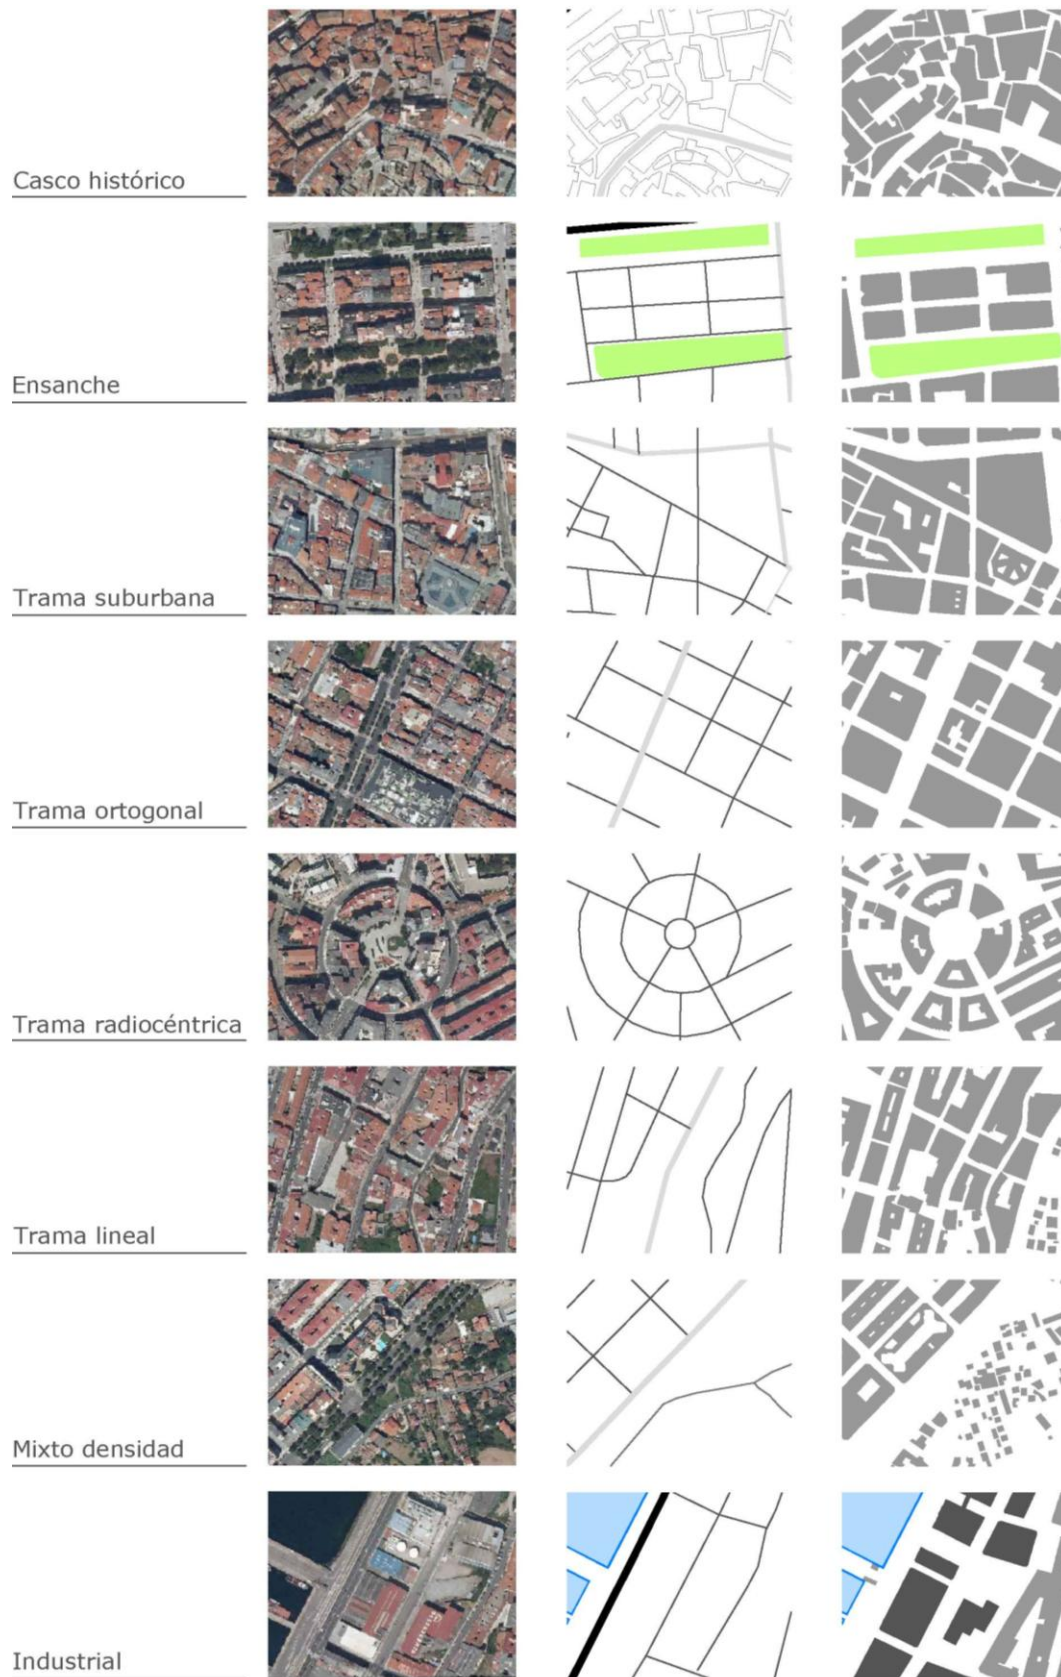 Casco histórico
Ensanche
Trama suburbana
Trama ortogonal
Trama radiocéntrica
Trama lineal
Mixto densidad
Industrial